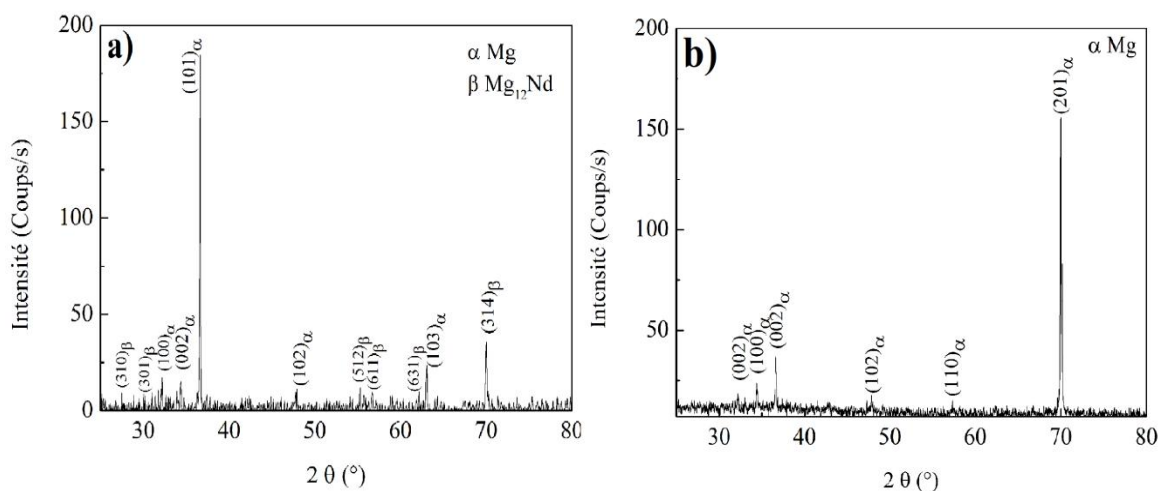 a)
α Mg
β Mg₁₂Nd
(310)β
(301)β
(100)α
(002)α
(101)α
(102)α
(512)β
(611)β
(631)β
(103)α
(314)β
200
150
100
50
0
30
40
50
60
70
80
Intensité (Coups/s)
2 θ (°)
b)
α Mg
(002)α
(100)α
(002)α
(102)α
(110)α
(201)α
200
150
100
50
30
40
50
60
70
80
Intensité (Coups/s)
2 θ (°)